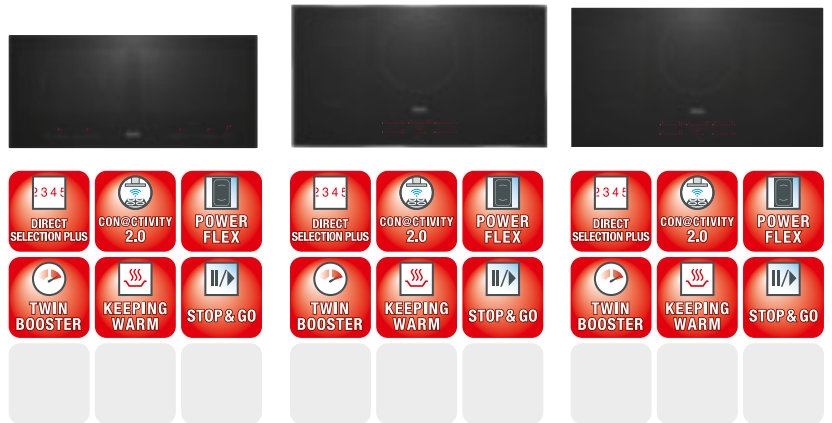 2345
DIRECT
SELECTION PLUS
CON@CTIVITY
2.0
POWER
FLEX
2345
DIRECT
SELECTION PLUS
CON@CTIVITY
2.0
POWER
FLEX
2345
DIRECT
SELECTION PLUS
CON@CTIVITY
2.0
POWER
FLEX
TWIN
BOOSTER
KEEPING
WARM
STOP & GO
TWIN
BOOSTER
KEEPING
WARM
STOP & GO
TWIN
BOOSTER
KEEPING
WARM
STOP & GO